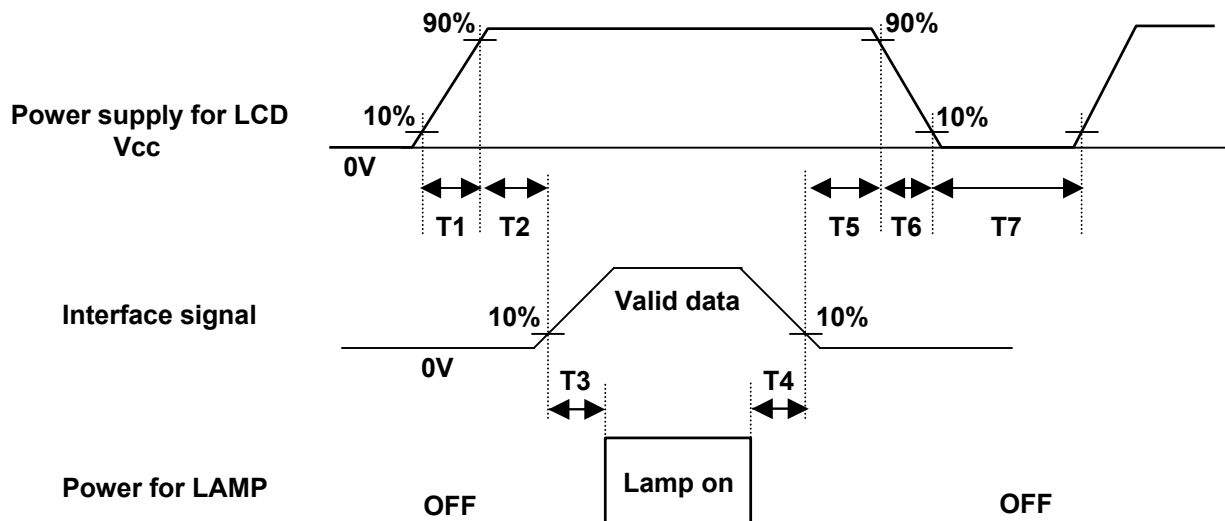 90%
90%
Power supply for LCD
Vcc
10%
10%
0V
T1
T2
T5
T6
T7
Interface signal
Valid data
10%
10%
0V
T3
T4
Power for LAMP
OFF
Lamp on
OFF